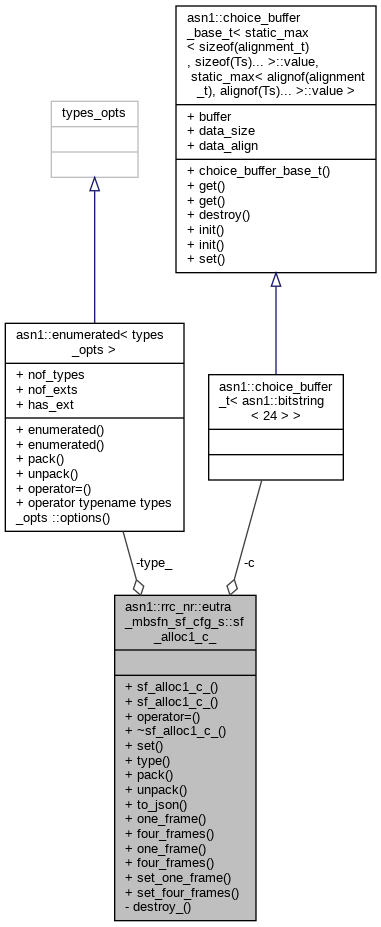 asn1::choice_buffer
_base_t< static_max
< sizeof(alignment_t)
, sizeof(Ts)... >::value,
static_max< alignof(alignment
_t), alignof(Ts)... >::value >
+ buffer
+ data_size
+ data_align
+ choice_buffer_base_t()
+ get()
+ get()
+ destroy()
+ init()
+ init()
+ set()
types_opts
asn1::enumerated< types
_opts >
+ nof_types
+ nof_exts
+ has_ext
+ enumerated()
+ enumerated()
+ pack()
+ unpack()
+ operator=()
+ operator typename types
_opts ::options()
asn1::choice_buffer
_t< asn1::bitstring
< 24 > >
-type_
-c
asn1::rrc_nr::eutra
_mbsfn_sf_cfg_s::sf
_alloc1_c_
+ sf_alloc1_c_()
+ sf_alloc1_c_()
+ operator=()
+ ~sf_alloc1_c_()
+ set()
+ type()
+ pack()
+ unpack()
+ to_json()
+ one_frame()
+ four_frames()
+ one_frame()
+ four_frames()
+ set_one_frame()
+ set_four_frames()
- destroy_()